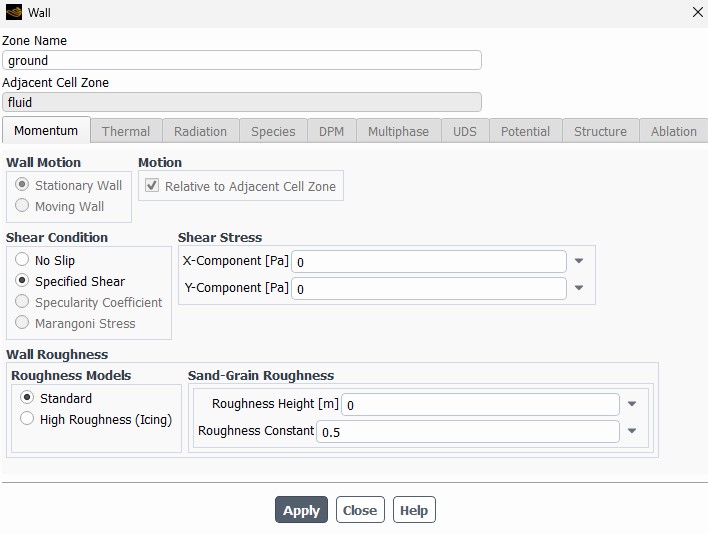 Wall
Zone Name
ground
Adjacent Cell Zone
fluid
Momentum Thermal Radiation Species DPM Multiphase UDS Potential Structure Ablation
Wall Motion Motion
Stationary Wall Relative to Adjacent Cell Zone
Moving Wall
Shear Condition Shear Stress
No Slip X-Component [Pa] 0
Specified Shear Y-Component [Pa] 0
Specularity Coefficient
Marangoni Stress
Wall Roughness
Roughness Models Sand-Grain Roughness
Standard Roughness Height [m] 0
High Roughness (Icing) Roughness Constant 0.5
Apply Close Help